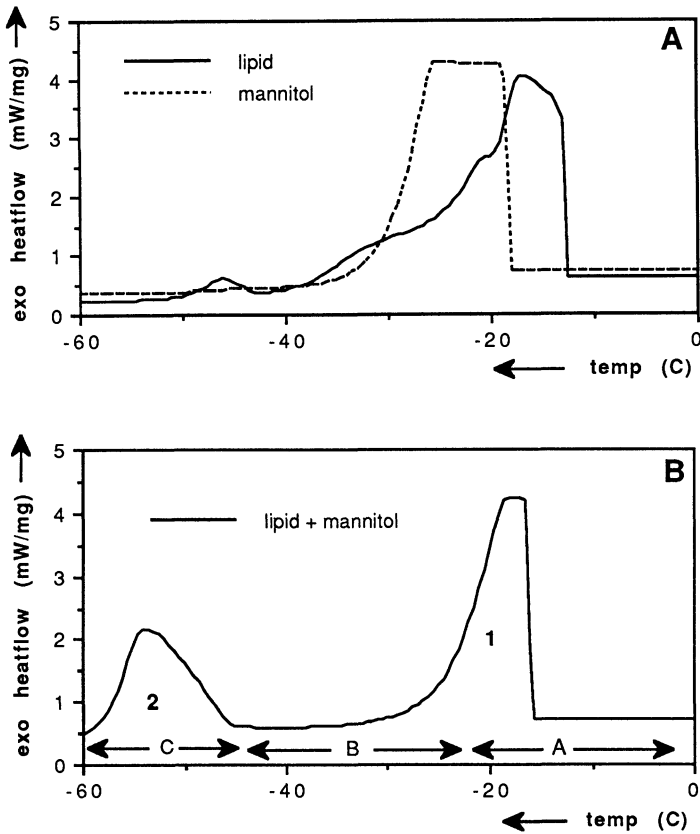 A
exo heatflow (mW/mg)
5
4
3
2
1
0
lipid
mannitol
-60
-40
-20
0
temp (C)
B
exo heatflow (mW/mg)
5
4
3
2
1
0
lipid + mannitol
1
2
C
B
A
-60
-40
-20
0
temp (C)